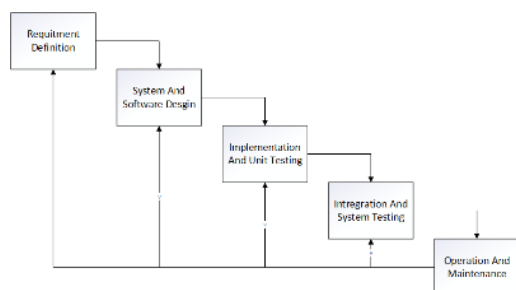 Requitment
Definition
System And
Software Desgin
Implementation
And Unit Testing
Intregration And
System Testing
Operation And
Maintenance